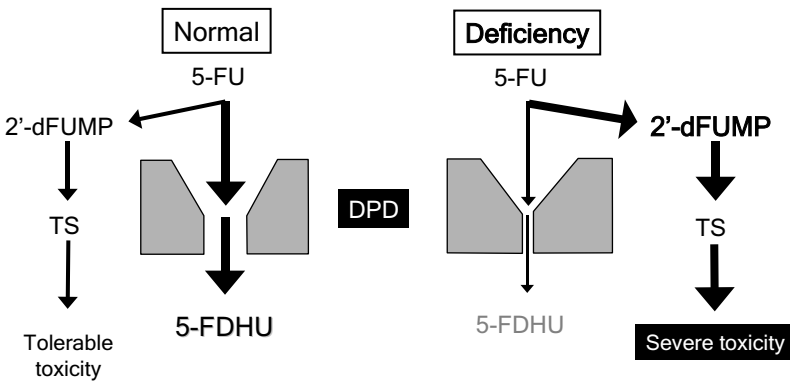 Normal
Deficiency
5-FU
5-FU
2'-dFUMP
2'-dFUMP
DPD
TS
TS
5-FDHU
5-FDHU
Tolerable
toxicity
Severe toxicity